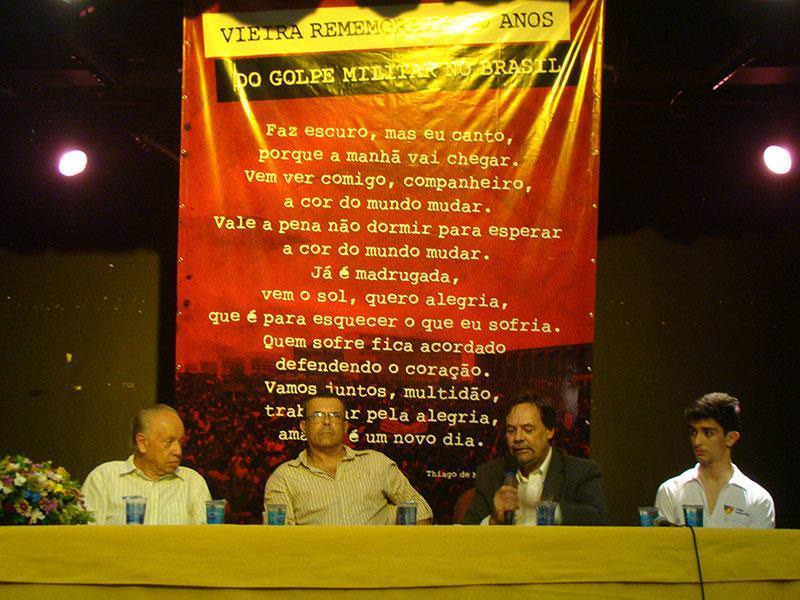 VIEIRA REMEMORA ANOS
DO GOLPE MILITAR NO BRASIL
Faz escuro, mas eu canto,
porque a manhã vai chegar.
Vem ver comigo, companheiro,
a cor do mundo mudar.
Vale a pena não dormir para esperar
a cor do mundo mudar.
Já é madrugada,
vem o sol, quero alegria,
que é para esquecer o que eu sofria.
Quem sofre fica acordado
defendendo o coração.
Vamos juntos, multidão,
pela alegria,
é um novo dia.
Thiago de